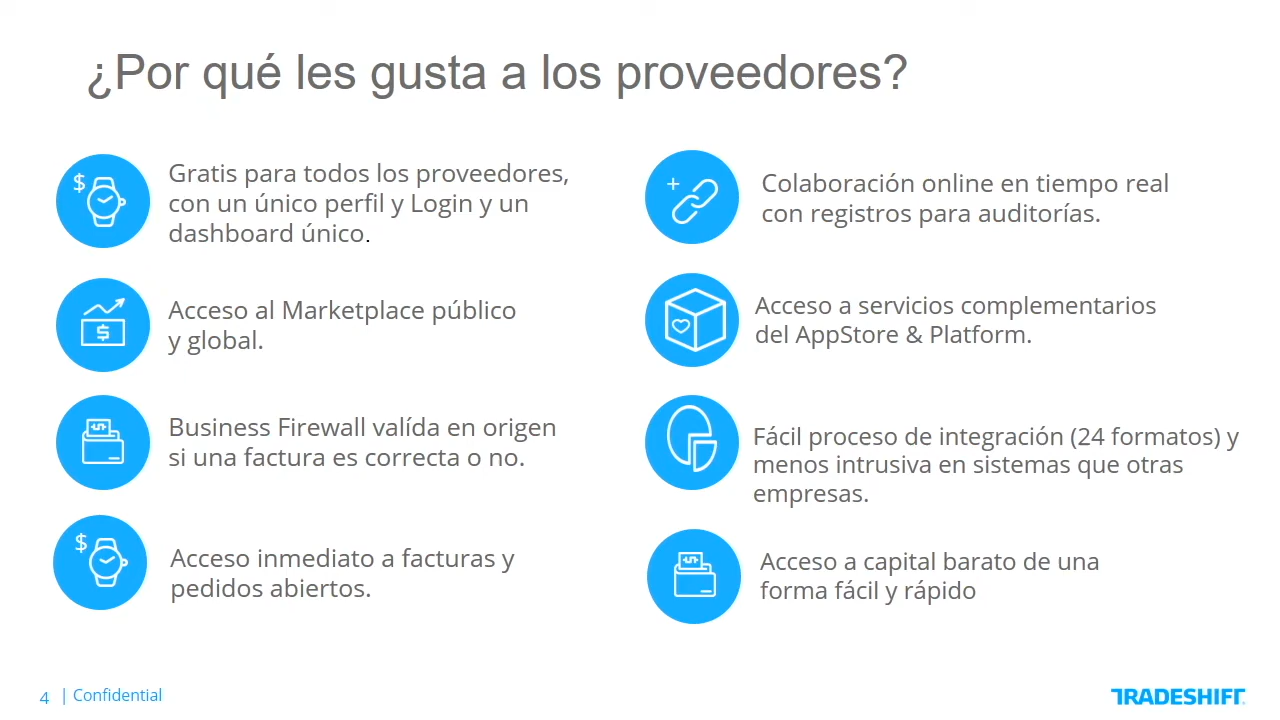 ¿Por qué les gusta a los proveedores?
$
Gratis para todos los proveedores,
con un único perfil y Login y un
dashboard único.
$
Acceso al Marketplace público
y global.
Business Firewall valída en origen
si una factura es correcta o no.
$
Acceso inmediato a facturas y
pedidos abiertos.
+
Colaboración online en tiempo real
con registros para auditorías.
Acceso a servicios complementarios
del AppStore & Platform.
Fácil proceso de integración (24 formatos) y
menos intrusiva en sistemas que otras
empresas.
Acceso a capital barato de una
forma fácil y rápido
4 | Confidential
TRADESHIFT